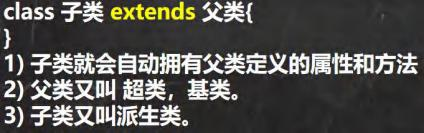 class 子类 extends 父类{
}
1) 子类就会自动拥有父类定义的属性和方法
2) 父类又叫 超类，基类。
3) 子类又叫派生类。